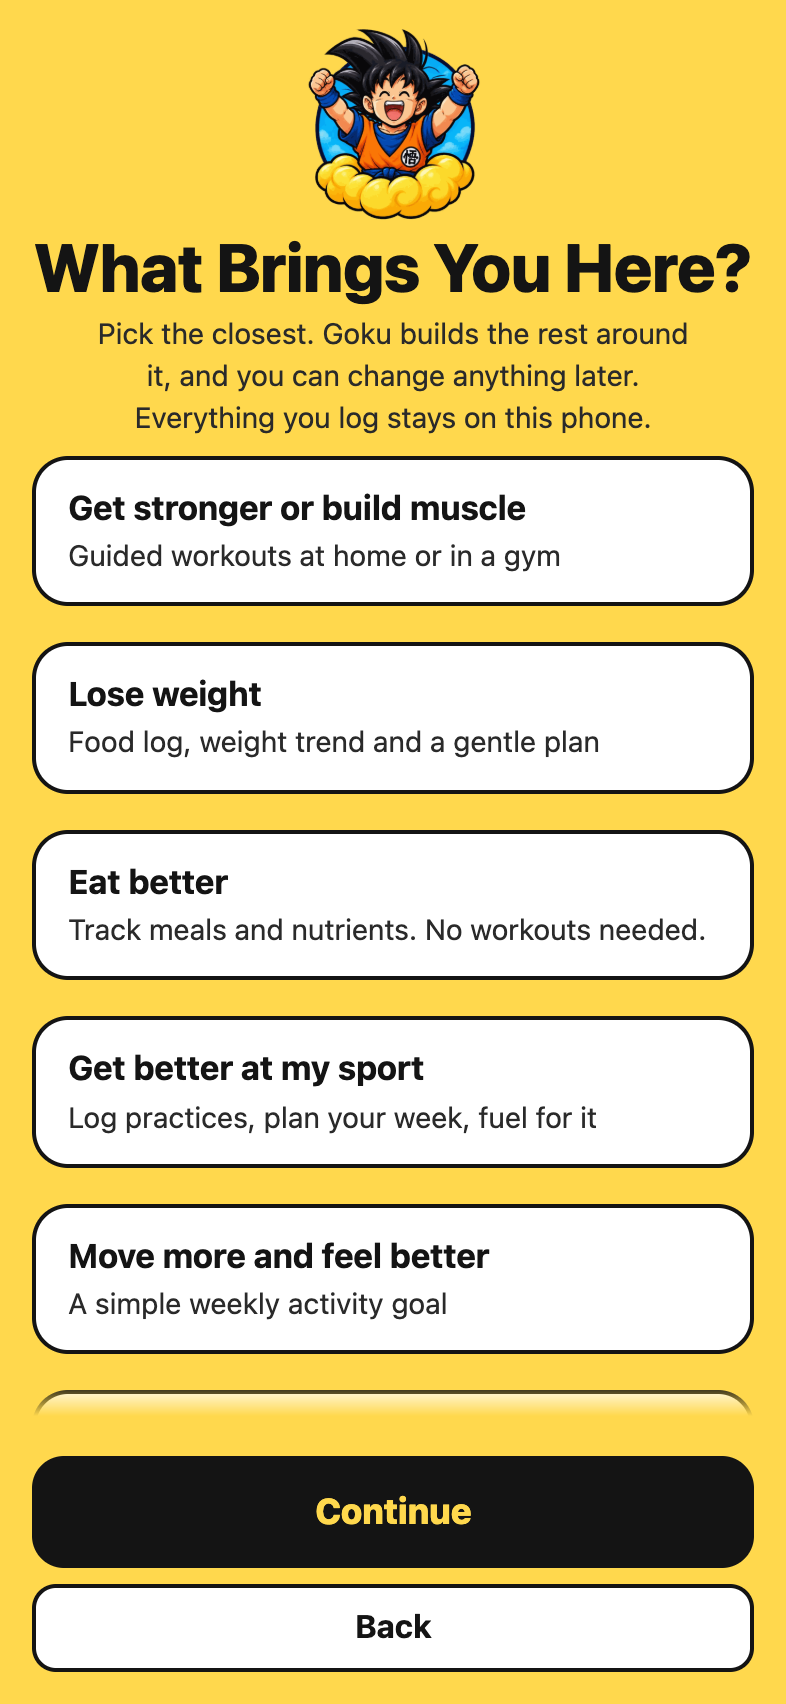 悟
What Brings You Here?
Pick the closest. Goku builds the rest around
it, and you can change anything later.
Everything you log stays on this phone.
Get stronger or build muscle
Guided workouts at home or in a gym
Lose weight
Food log, weight trend and a gentle plan
Eat better
Track meals and nutrients. No workouts needed.
Get better at my sport
Log practices, plan your week, fuel for it
Move more and feel better
A simple weekly activity goal
Continue
Back